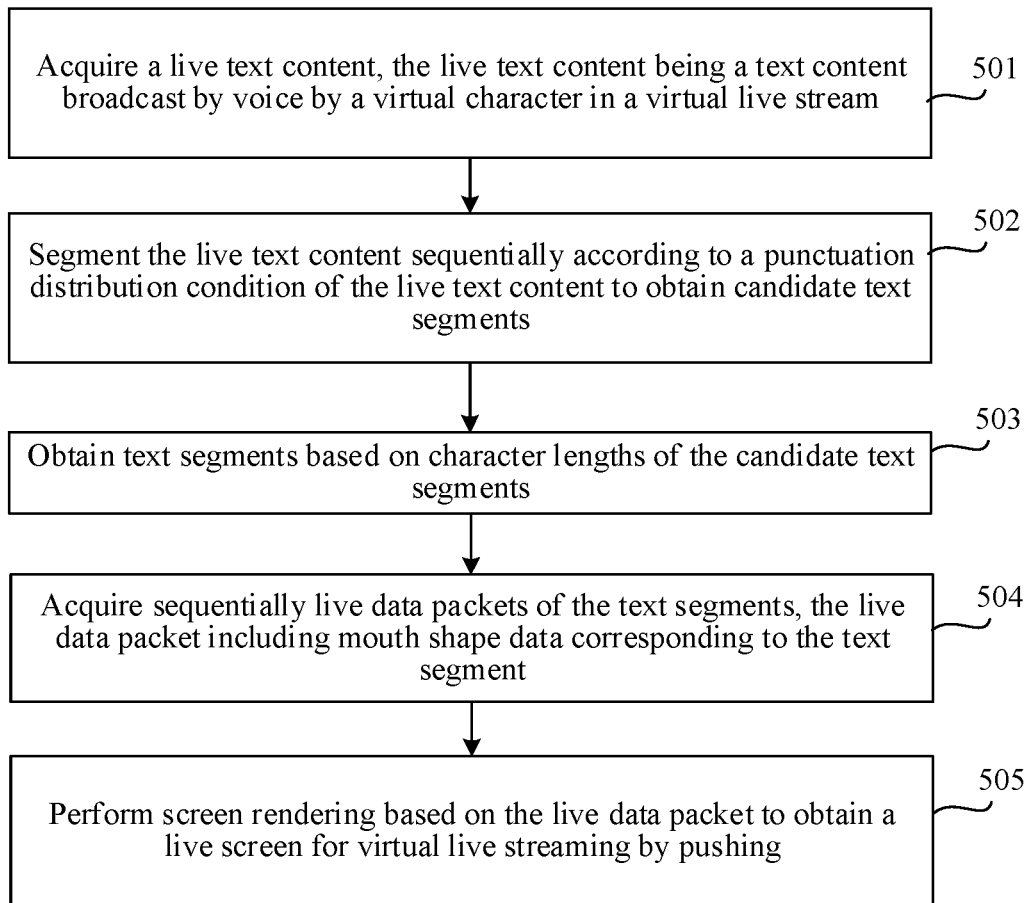 Acquire a live text content, the live text content being a text content
broadcast by voice by a virtual character in a virtual live stream
501
Segment the live text content sequentially according to a punctuation
distribution condition of the live text content to obtain candidate text
segments
502
Obtain text segments based on character lengths of the candidate text
segments
503
Acquire sequentially live data packets of the text segments, the live
data packet including mouth shape data corresponding to the text
segment
504
Perform screen rendering based on the live data packet to obtain a
live screen for virtual live streaming by pushing
505